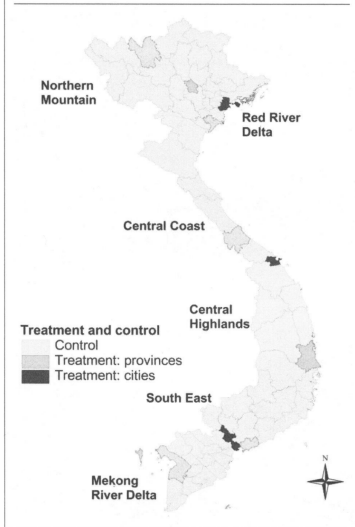 Northern
Mountain
Red River
Delta
Central Coast
Central
Highlands
Treatment and control
Control
Treatment: provinces
Treatment: cities
South East
Mekong
River Delta
N